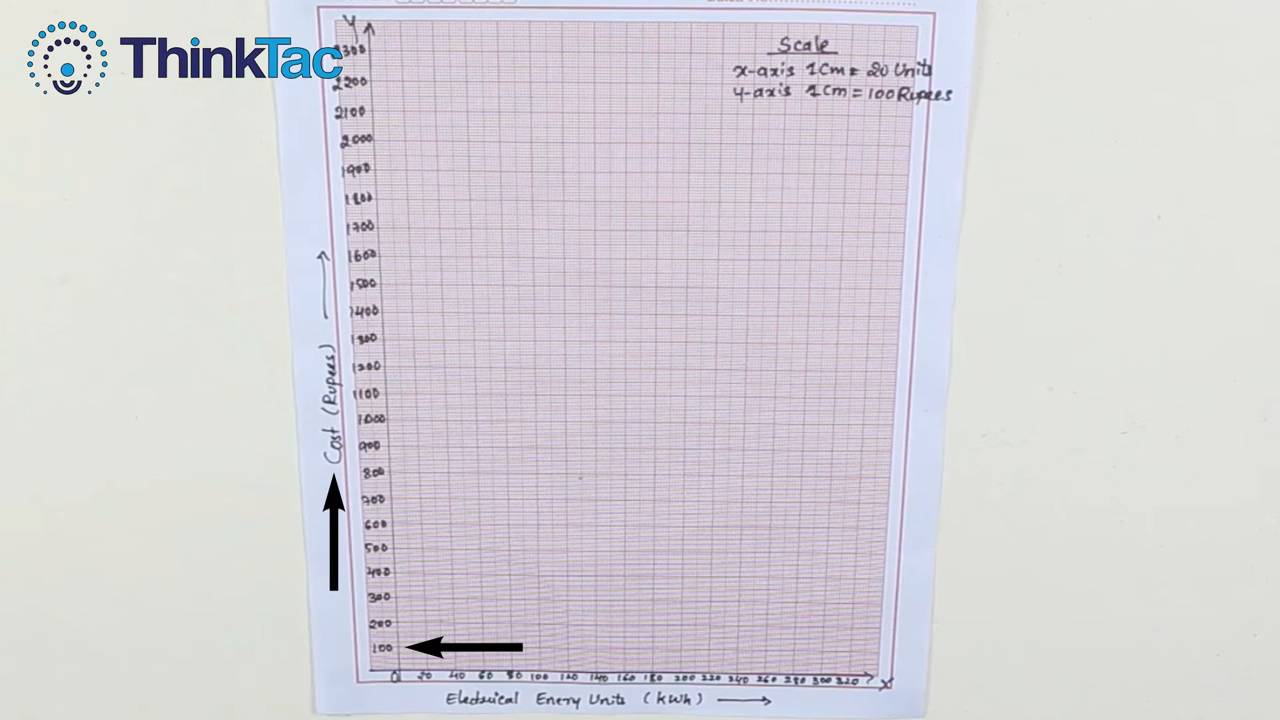 ThinkTac
Y
Scale
x-axis 1Cm = 20 Units
y-axis 1Cm = 100 Rupees
2300
2200
2100
2000
1900
1800
1700
1600
1500
1400
1300
1200
1100
1000
900
800
700
600
500
400
300
200
100
Cost (Rupees)
0 20 40 60 80 100 120 140 160 180 200 220 240 260 280 300 320 X
Electrical Enery Units (kWh)